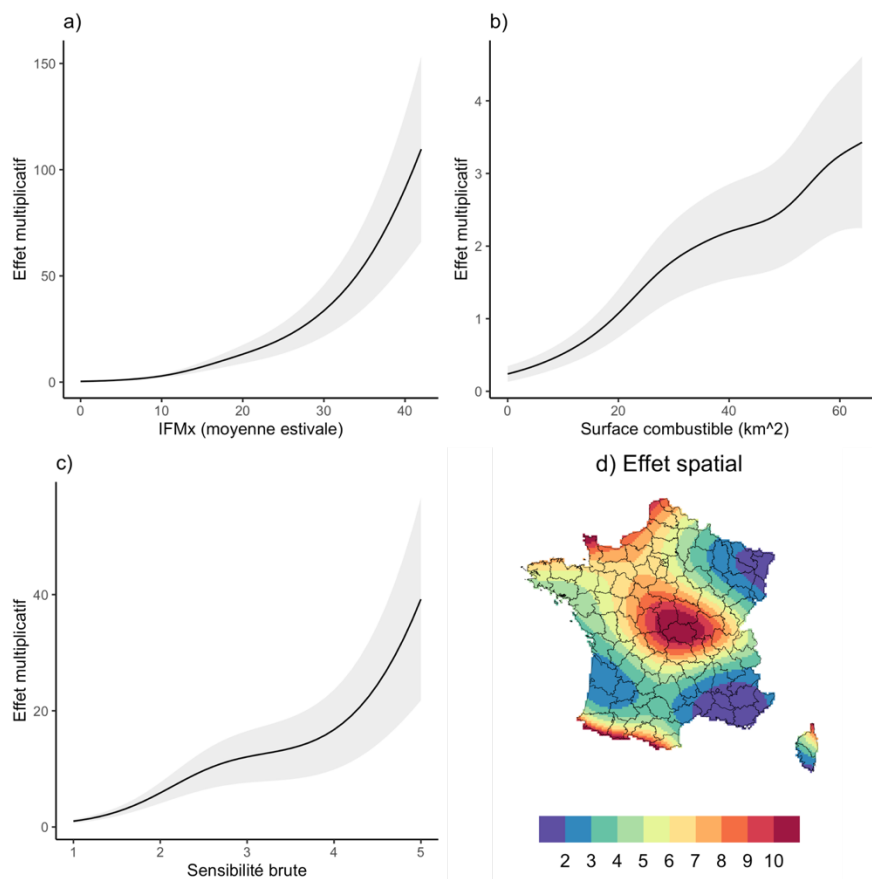 a)
150
100
50
0
Effet multiplicatif
0 10 20 30 40
IFMx (moyenne estivale)
b)
4
3
2
1
0
Effet multiplicatif
0 20 40 60
Surface combustible (km^2)
c)
40
20
0
Effet multiplicatif
1 2 3 4 5
Sensibilité brute
d) Effet spatial
2 3 4 5 6 7 8 9 10